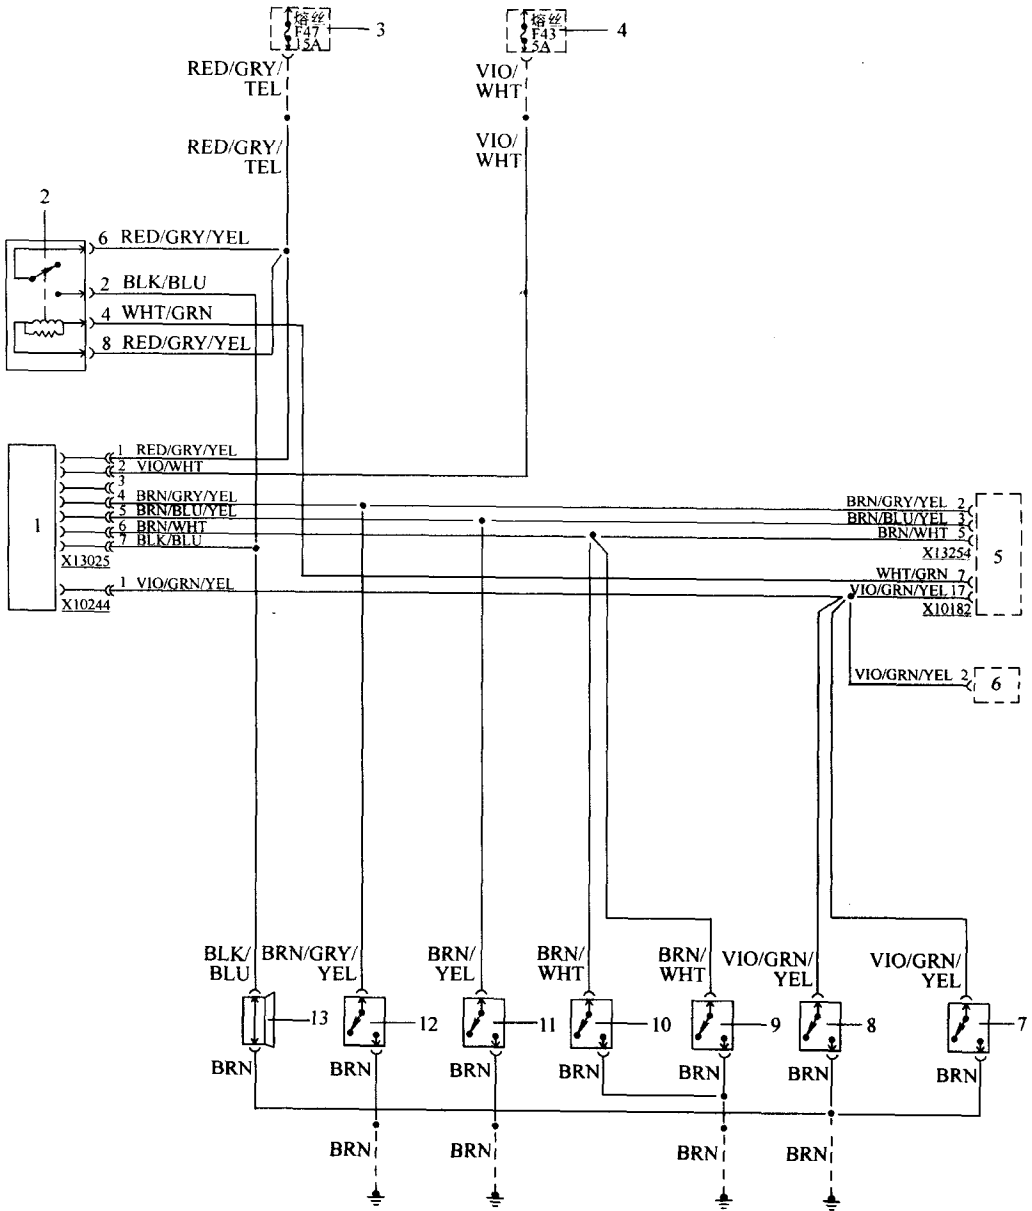 熔丝
F47
5A
3
熔丝
F43
5A
4
RED/GRY/
TEL
VIO/
WHT
RED/GRY/
TEL
VIO/
WHT
2
6 RED/GRY/YEL
2 BLK/BLU
4 WHT/GRN
8 RED/GRY/YEL
1
1 RED/GRY/YEL
2 VIO/WHT
3
4 BRN/GRY/YEL
5 BRN/BLU/YEL
6 BRN/WHT
7 BLK/BLU
X13025
1 VIO/GRN/YEL
X10244
BRN/GRY/YEL 2
BRN/BLU/YEL 3
BRN/WHT 5
X13254
5
WHT/GRN 7
VIO/GRN/YEL 17
X10182
VIO/GRN/YEL 2
6
BLK/
BLU
BRN/GRY/
YEL
BRN/
YEL
BRN/
WHT
BRN/
WHT
VIO/GRN/
YEL
VIO/GRN/
YEL
13
12
11
10
9
8
7
BRN
BRN
BRN
BRN
BRN
BRN
BRN
BRN
BRN
BRN
BRN